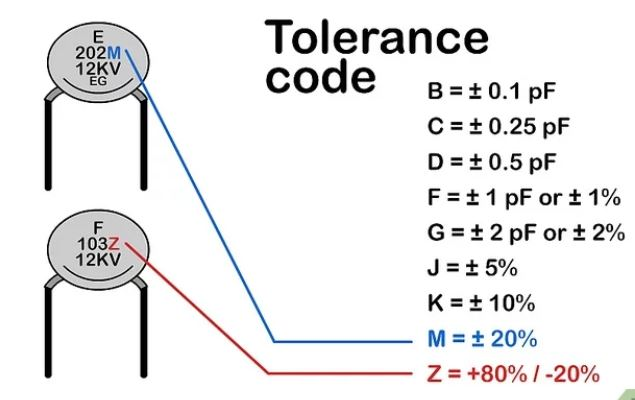 Tolerance
code
E
202M
12KV
EG
F
103Z
12KV
B = ± 0.1 pF
C = ± 0.25 pF
D = ± 0.5 pF
F = ± 1 pF or ± 1%
G = ± 2 pF or ± 2%
J = ± 5%
K = ± 10%
M = ± 20%
Z = +80% / -20%